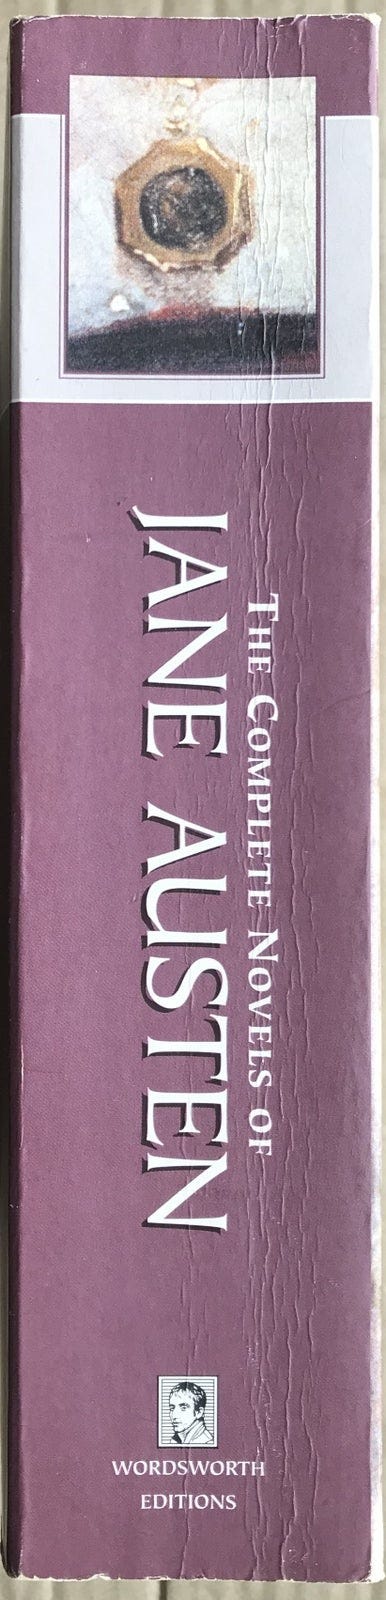 THE COMPLETE NOVELS OF
JANE AUSTEN
WORDSWORTH
EDITIONS